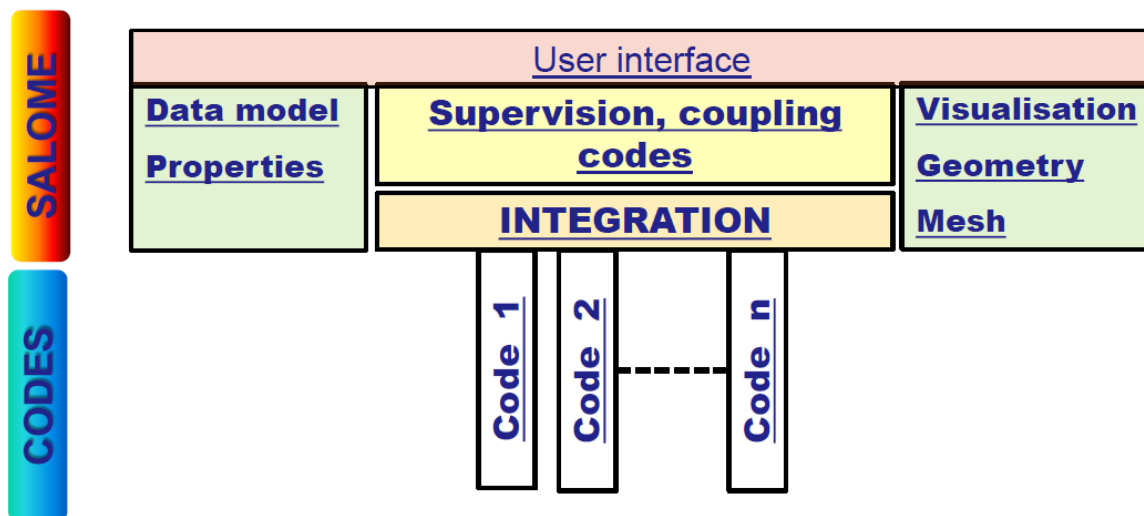 SALOME
User interface
Data model
Properties
Supervision, coupling
codes
INTEGRATION
Visualisation
Geometry
Mesh
CODES
Code 1
Code 2
Code n